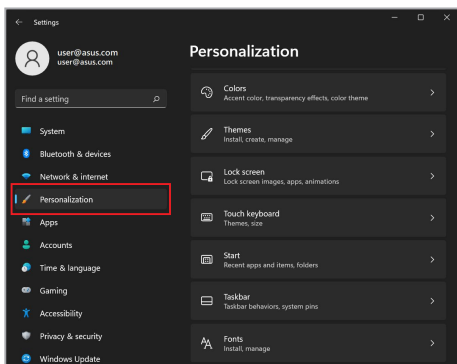 Settings
user@asus.com
user@asus.com
Find a setting
System
Bluetooth & devices
Network & internet
Personalization
Apps
Accounts
Time & language
Gaming
Accessibility
Privacy & security
Windows Update
Personalization
Colors
Accent color, transparency effects, color theme
Themes
Install, create, manage
Lock screen
Lock screen images, apps, animations
Touch keyboard
Themes, size
Start
Recent apps and items, folders
Taskbar
Taskbar behaviors, system pins
Fonts
Install, manage